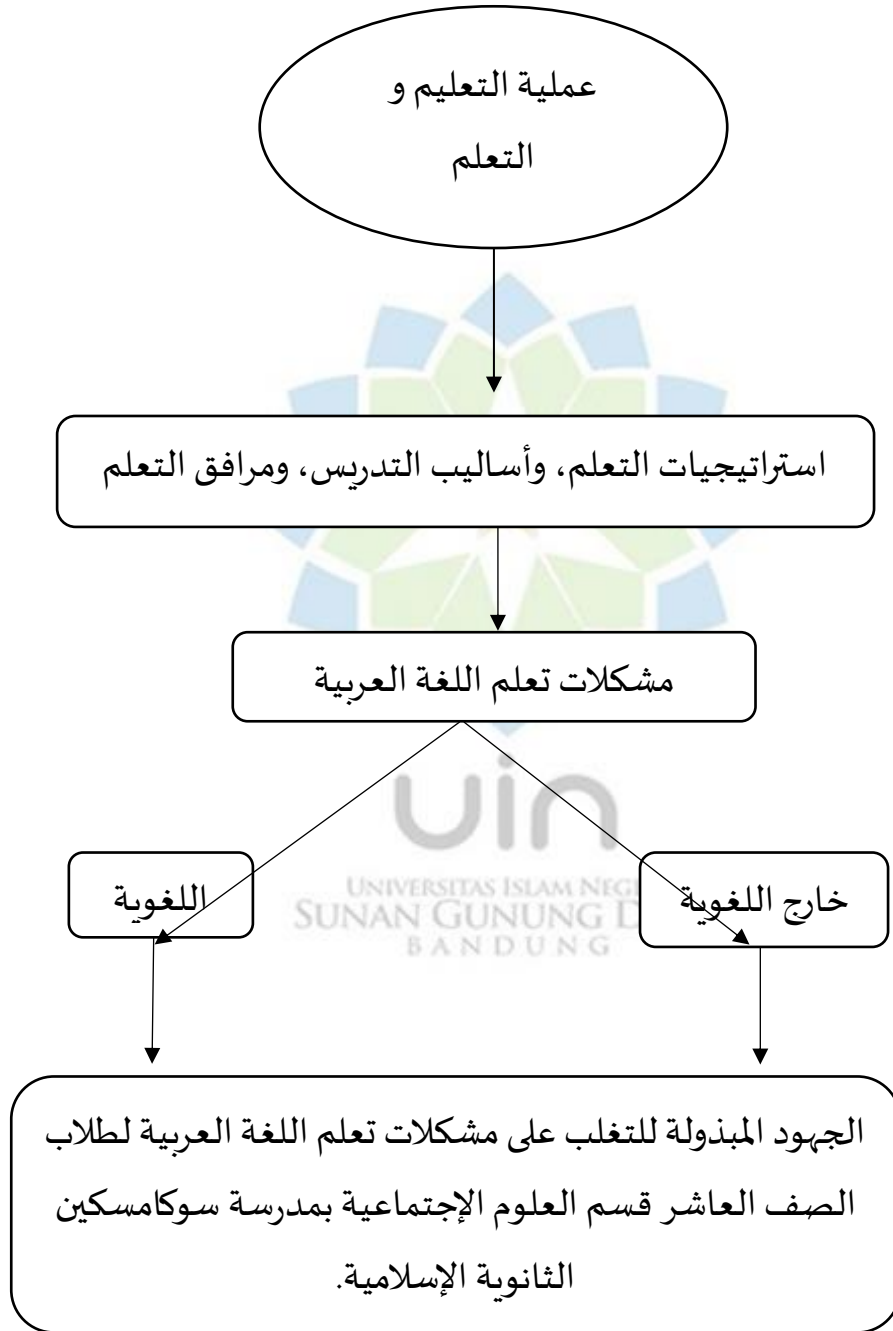 عملية التعليم و
التعلم
استراتيجيات التعلم، وأساليب التدريس، ومرافق التعلم
مشكلات تعلم اللغة العربية
uin
خارج اللغوية
اللغوية
UNIVERSITAS ISLAM
SUNAN GUNUNG
BANDUNG
الجهود المبذولة للتغلب على مشكلات تعلم اللغة العربية لطلاب
الصف العاشر قسم العلوم الإجتماعية بمدرسة سوكامسكين
الثانوية الإسلامية.